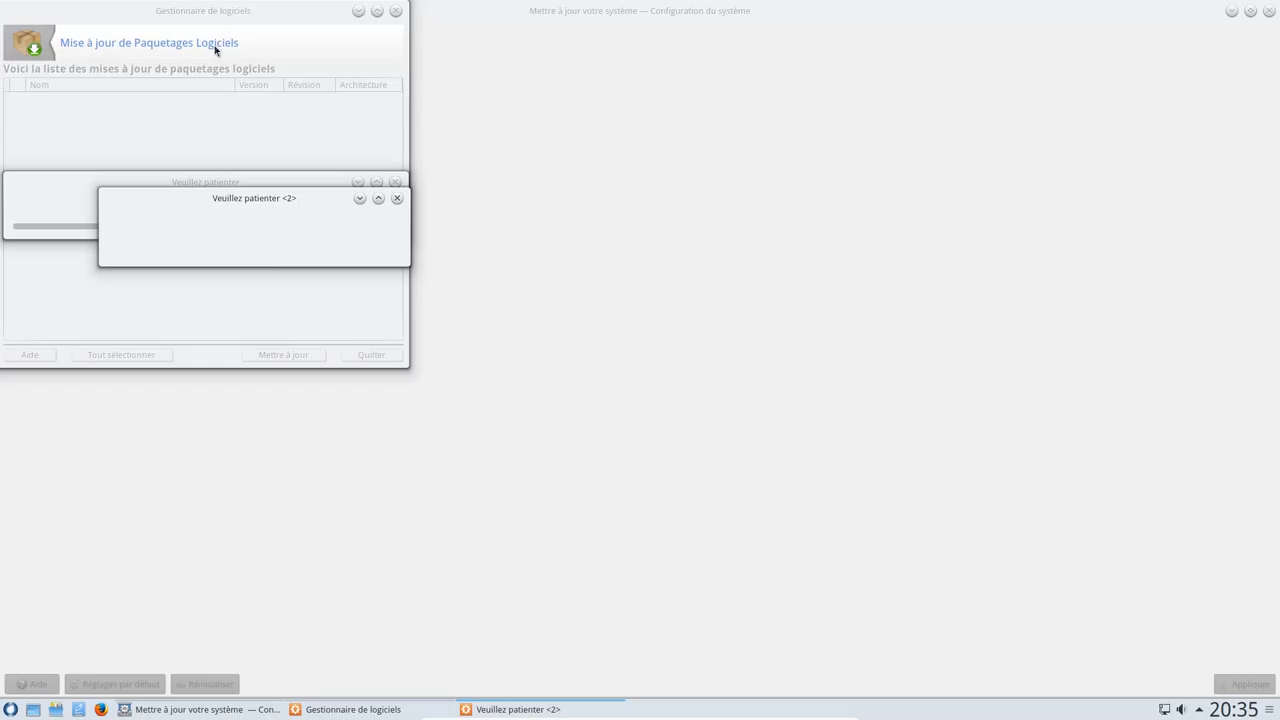 Gestionnaire de logiciels
Mettre à jour votre système — Configuration du système
Mise à jour de Paquetages Logiciels
Voici la liste des mises à jour de paquetages logiciels
Nom Version Révision Architecture
Veuillez patienter
Veuillez patienter <2>
Aide Tout sélectionner Mettre à jour Quitter
Aide Réglages par défaut Réinitialiser Appliquer
Mettre à jour votre système — Con... Gestionnaire de logiciels Veuillez patienter <2> 20:35